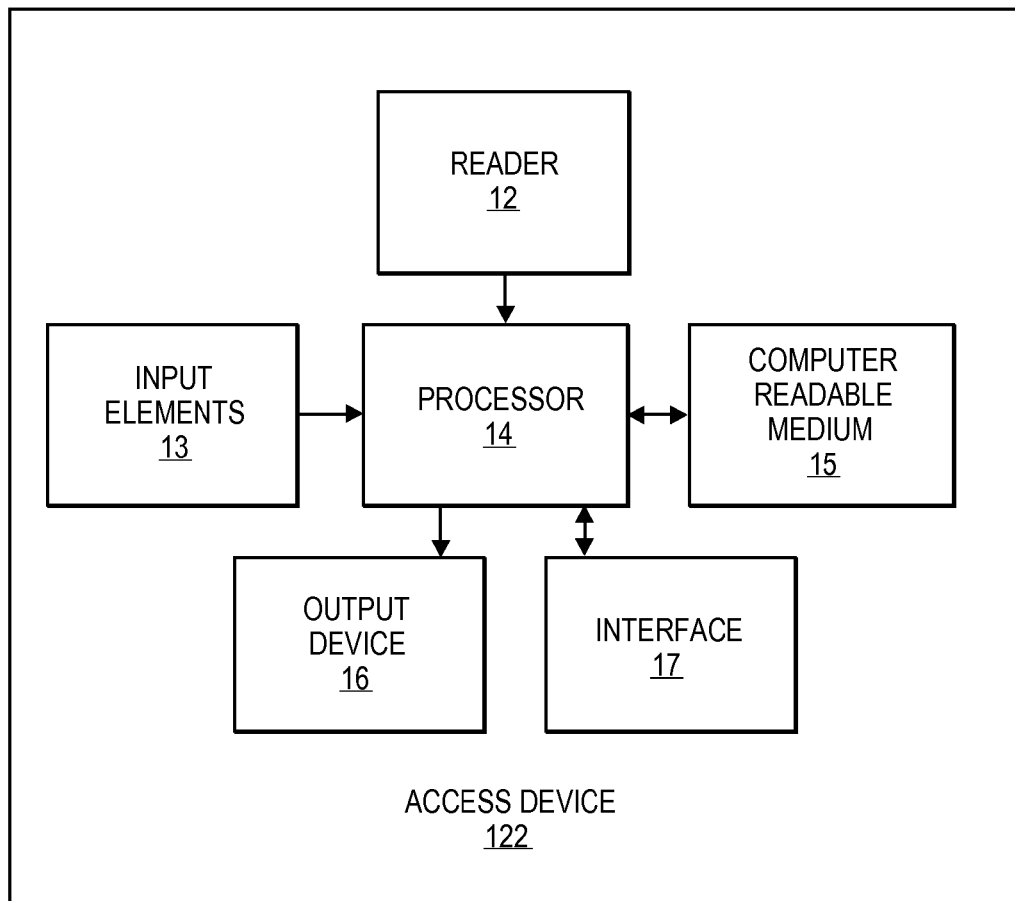 READER
12
INPUT
ELEMENTS
13
PROCESSOR
14
COMPUTER
READABLE
MEDIUM
15
OUTPUT
DEVICE
16
INTERFACE
17
ACCESS DEVICE
122